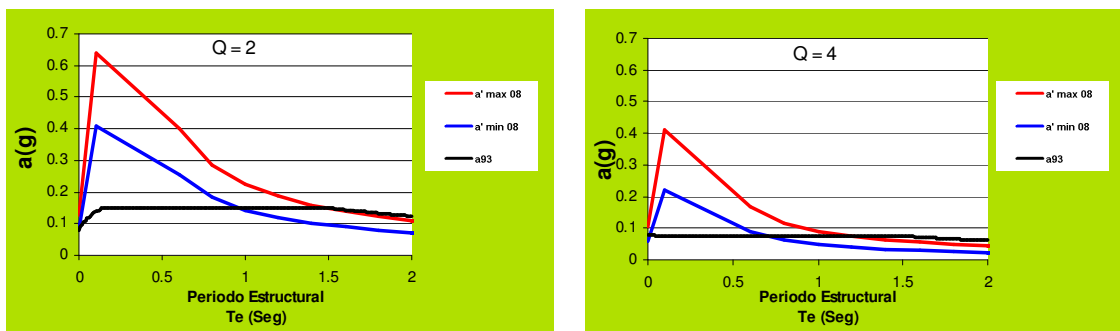 Q = 2
a(g)
0.7
0.6
0.5
0.4
0.3
0.2
0.1
0
0 0.5 1 1.5 2
Periodo Estructural
Te (Seg)
a' max 08
a' min 08
a93
Q = 4
a(g)
0.7
0.6
0.5
0.4
0.3
0.2
0.1
0
0 0.5 1 1.5 2
Periodo Estructural
Te (Seg)
a' max 08
a' min 08
a93